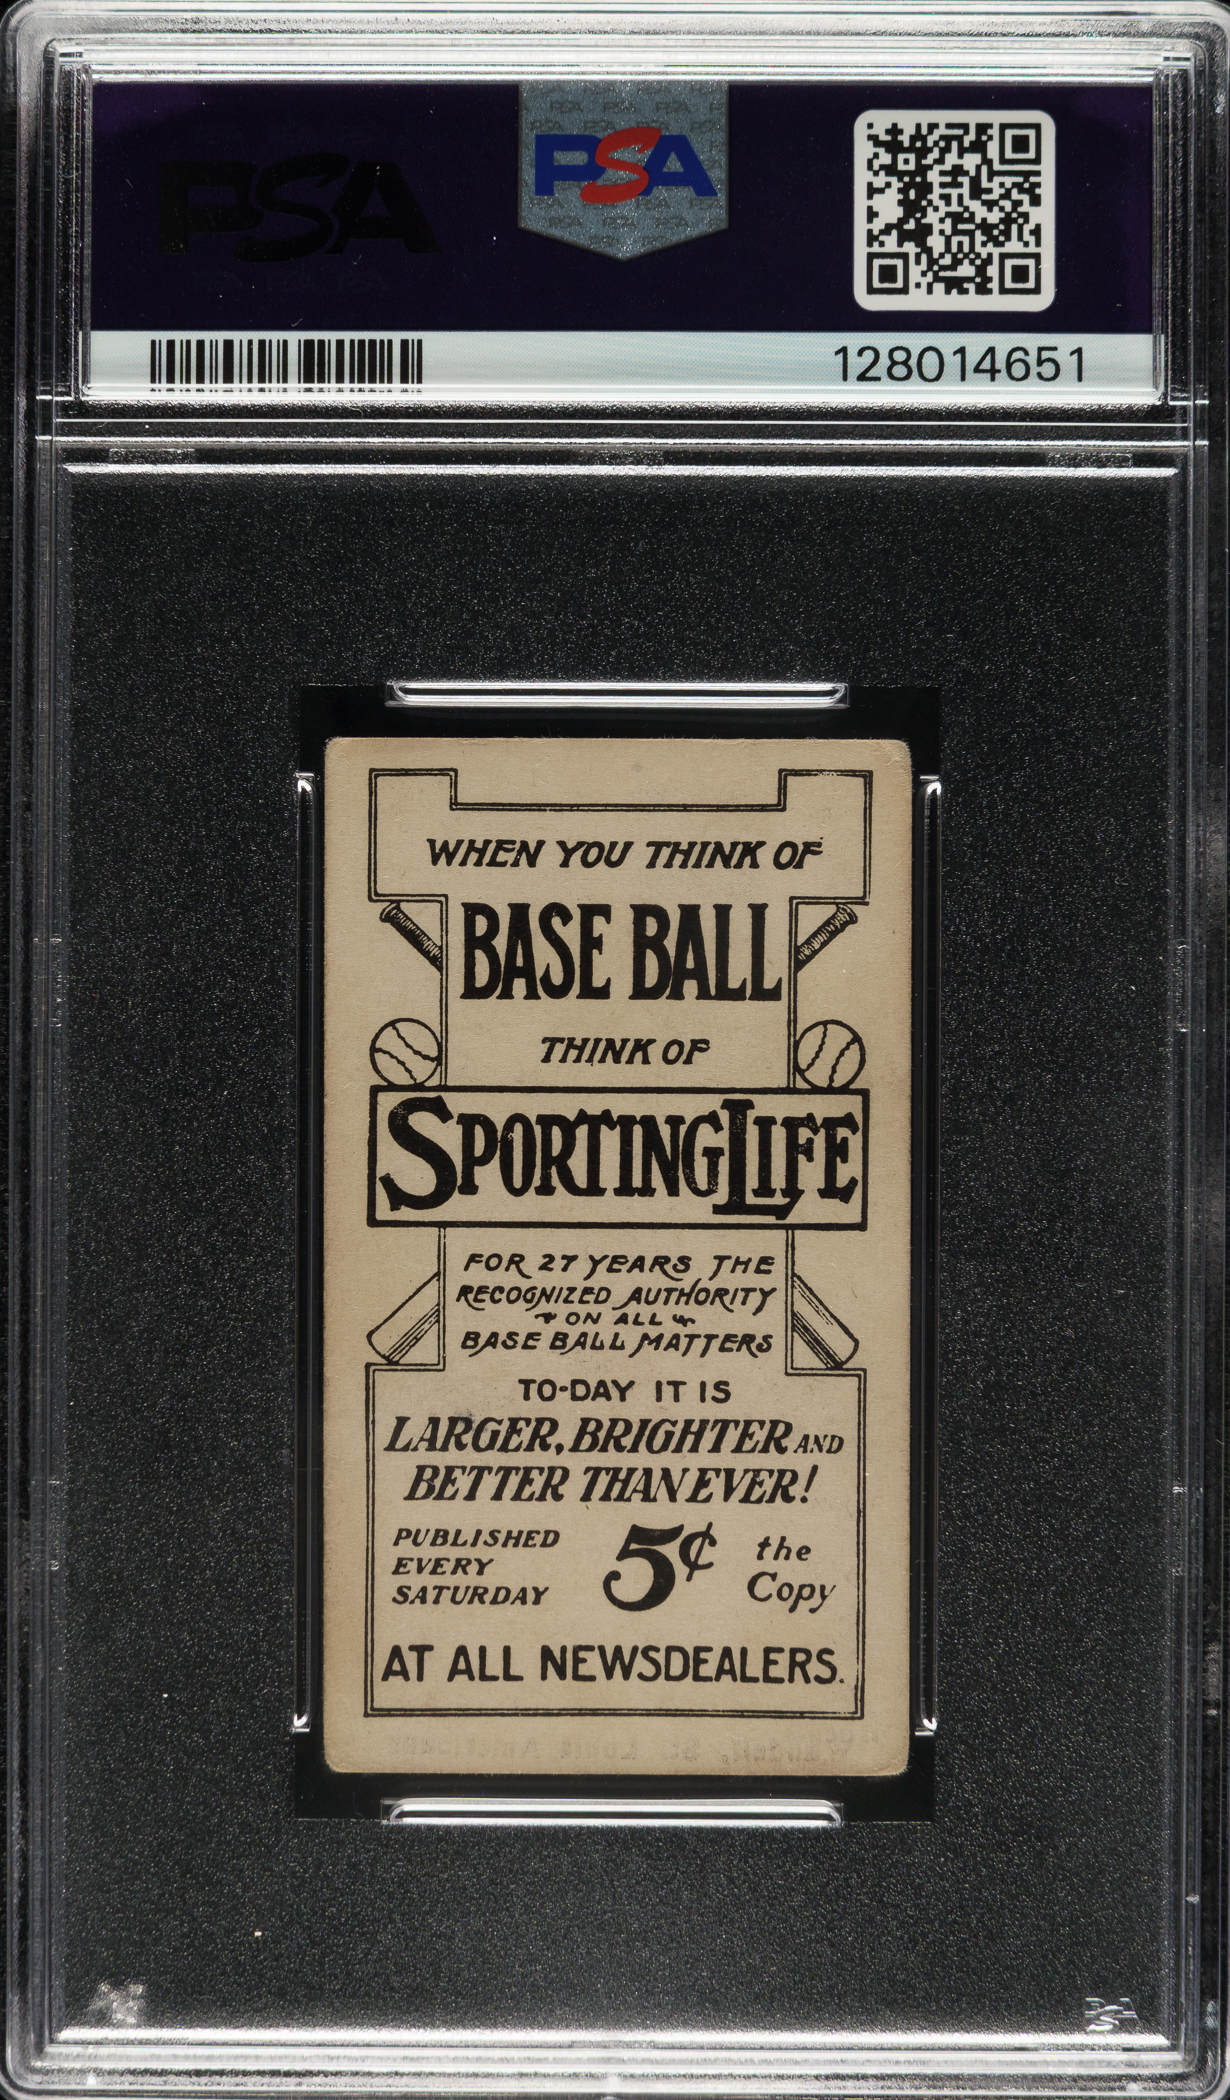 PSA
PSA
128014651
WHEN YOU THINK OF
BASE BALL
THINK OF
SPORTING LIFE
FOR 27 YEARS THE
RECOGNIZED AUTHORITY
ON ALL
BASE BALL MATTERS
TO-DAY IT IS
LARGER, BRIGHTER AND
BETTER THAN EVER!
PUBLISHED
EVERY
SATURDAY
5¢
the
Copy
AT ALL NEWSDEALERS.